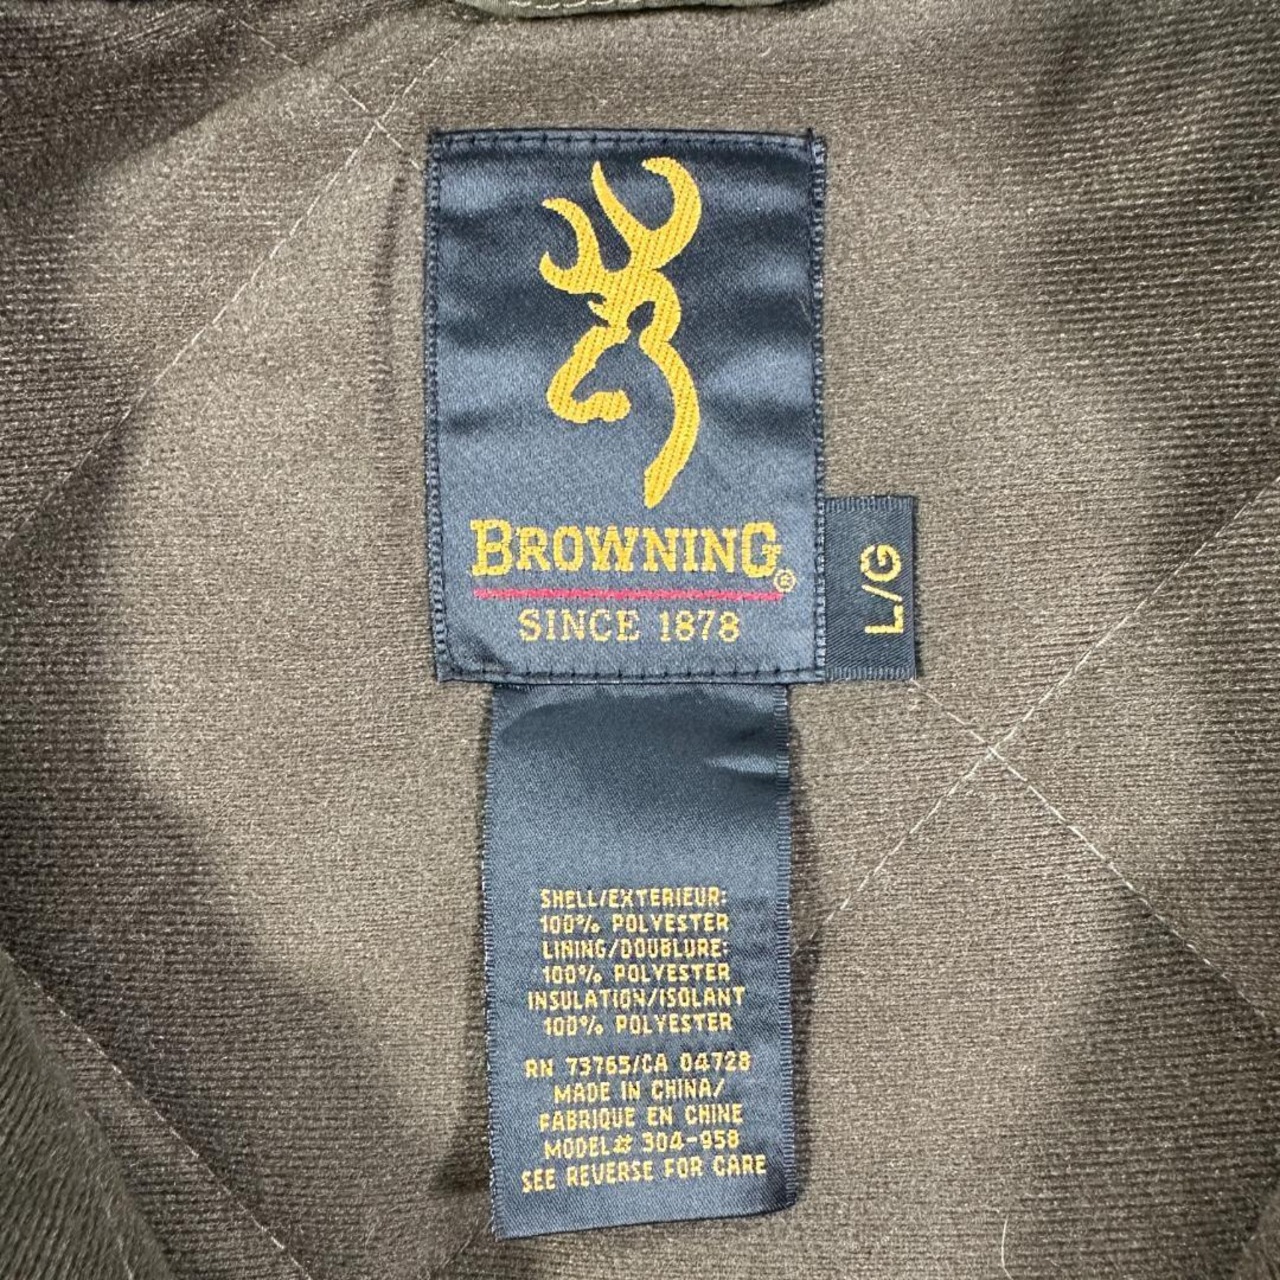 BROWNING®
SINCE 1878
L/G
SHELL/EXTERIEUR:
100% POLYESTER
LINING/DOUBLURE:
100% POLYESTER
INSULATION/ISOLANT
100% POLYESTER
RN 73765/CA 04728
MADE IN CHINA/
FABRIQUE EN CHINE
MODEL# 304-958
SEE REVERSE FOR CARE